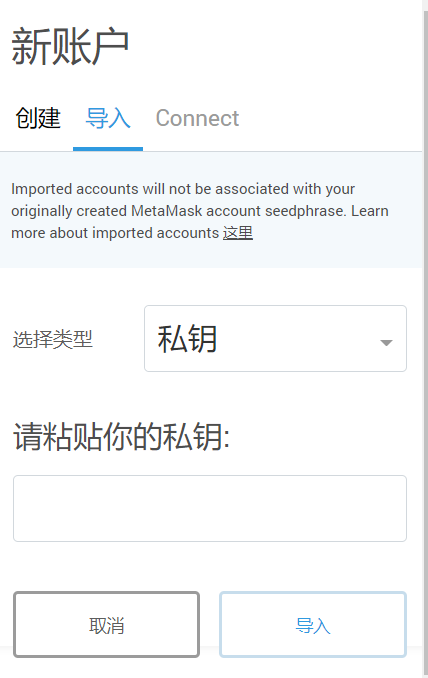 新账户
创建 导入 Connect
Imported accounts will not be associated with your
originally created MetaMask account seedphrase. Learn
more about imported accounts 这里
选择类型 私钥
请粘贴你的私钥:
取消 导入